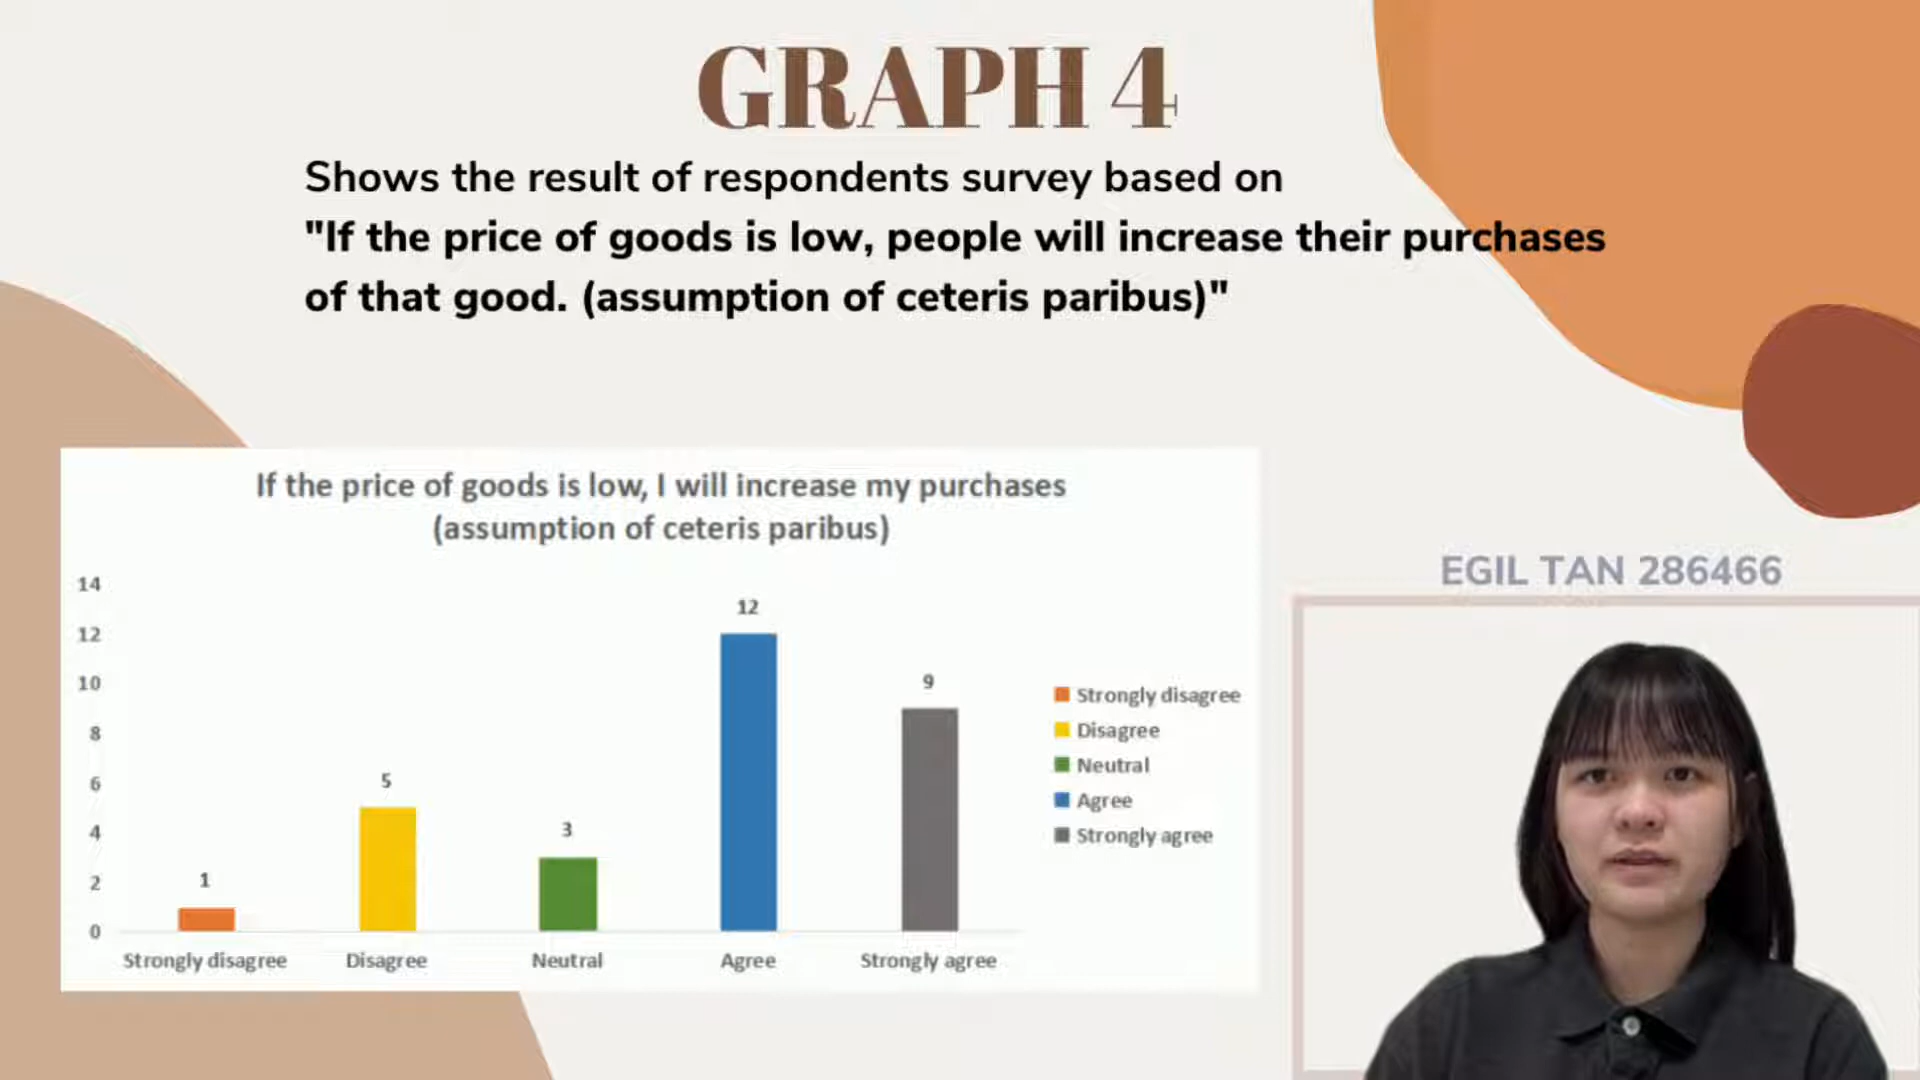 GRAPH 4
Shows the result of respondents survey based on
"If the price of goods is low, people will increase their purchases
of that good. (assumption of ceteris paribus)"
If the price of goods is low, I will increase my purchases
(assumption of ceteris paribus)
14
12
10
8
6
4
2
0
1
5
3
12
9
Strongly disagree
Disagree
Neutral
Agree
Strongly agree
Strongly disagree
Disagree
Neutral
Agree
Strongly agree
EGIL TAN 286466